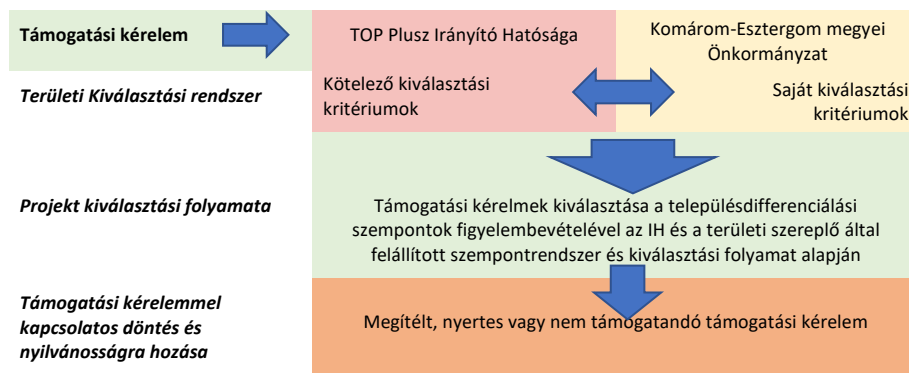 Támogatási kérelem
TOP Plusz Irányító Hatósága
Komárom-Esztergom megyei
Önkormányzat
Területi Kiválasztási rendszer
Kötelező kiválasztási
kritériumok
Saját kiválasztási
kritériumok
Projekt kiválasztási folyamata
Támogatási kérelmek kiválasztása a településdifferenciálási
szempontok figyelembevételével az IH és a területi szereplő által
felállított szempontrendszer és kiválasztási folyamat alapján
Támogatási kérelemmel
kapcsolatos döntés és
nyilvánosságra hozása
Megítélt, nyertes vagy nem támogatandó támogatási kérelem